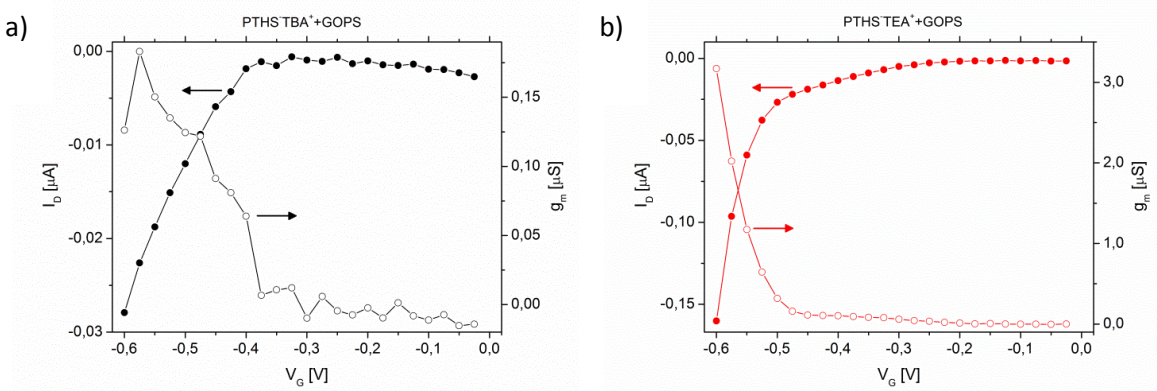 a)
PTHS⁻TBA⁺+GOPS
0,00
-0,01
-0,02
-0,03
I_D [μA]
0,15
0,10
0,05
0,00
g_m [μS]
-0,6 -0,5 -0,4 -0,3 -0,2 -0,1 0,0
V_G [V]
b)
PTHS⁻TEA⁺+GOPS
0,00
-0,05
-0,10
-0,15
I_D [μA]
3,0
2,0
1,0
0,0
g_m [μS]
-0,6 -0,5 -0,4 -0,3 -0,2 -0,1 0,0
V_G [V]